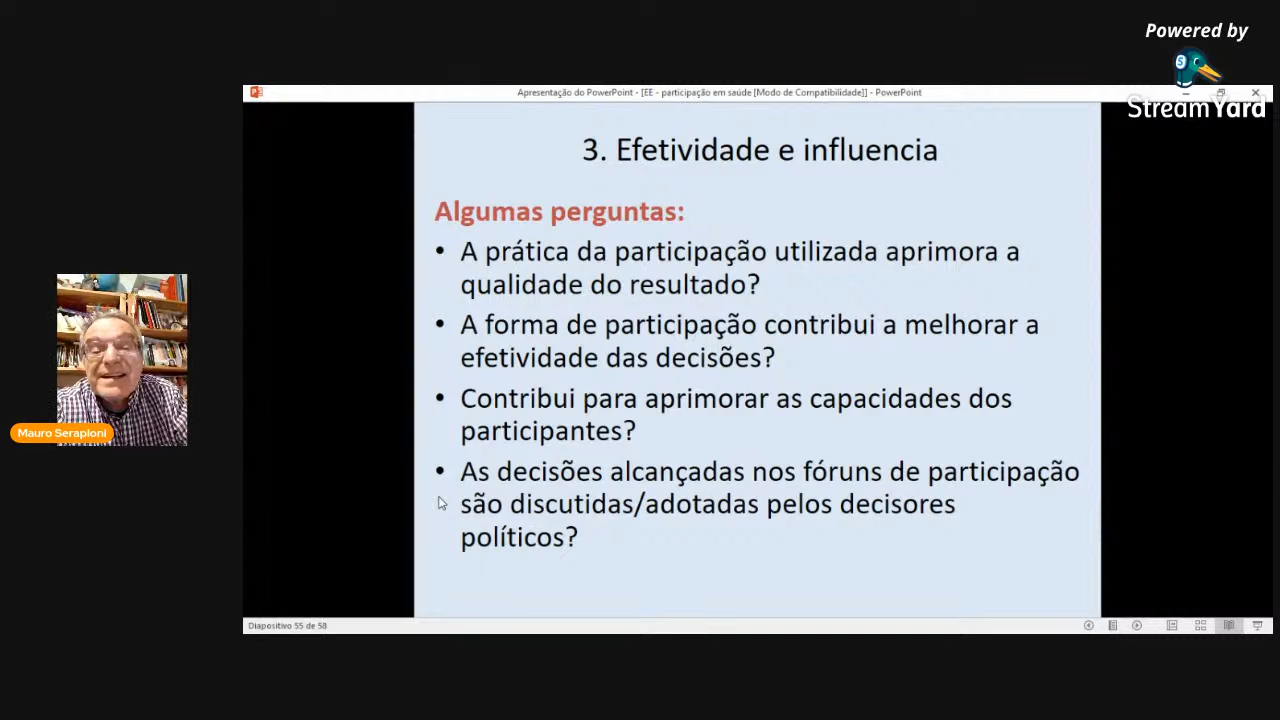 Powered by
StreamYard
Apresentação do PowerPoint - [EE - participação em saúde [Modo de Compatibilidade]] - PowerPoint
3. Efetividade e influencia
Algumas perguntas:
• A prática da participação utilizada aprimora a
qualidade do resultado?
• A forma de participação contribui a melhorar a
efetividade das decisões?
• Contribui para aprimorar as capacidades dos
participantes?
• As decisões alcançadas nos fóruns de participação
são discutidas/adotadas pelos decisores
políticos?
Mauro Serapioni
Diapositivo 55 de 58